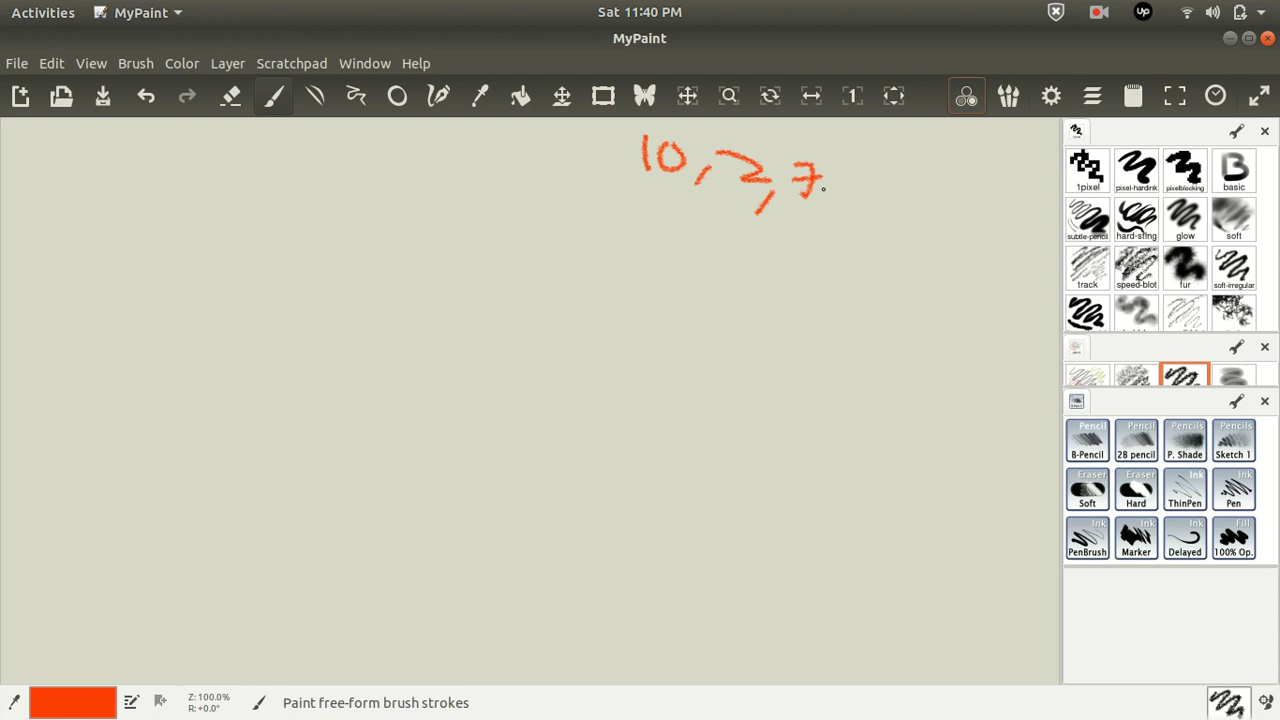 Activities MyPaint Sat 11:40 PM up
MyPaint
File Edit View Brush Color Layer Scratchpad Window Help
10, 2, 7
1pixel pixel-hardink pixelblocking basic
subtle-pencil hard-sting glow soft
track speed-blot fur soft-irregular
Pencil Pencil Pencils Pencils
B-Pencil 2B pencil P. Shade Sketch 1
Eraser Eraser Ink Ink
Soft Hard ThinPen Pen
Ink Ink Ink Fill
PenBrush Marker Delayed 100% Op.
Z: 100.0%
R: +0.0°
Paint free-form brush strokes